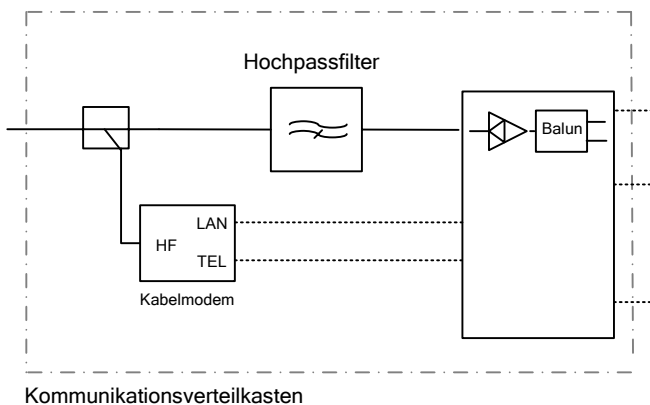 Hochpassfilter
Balun
LAN
HF
TEL
Kabelmodem
Kommunikationsverteilkasten